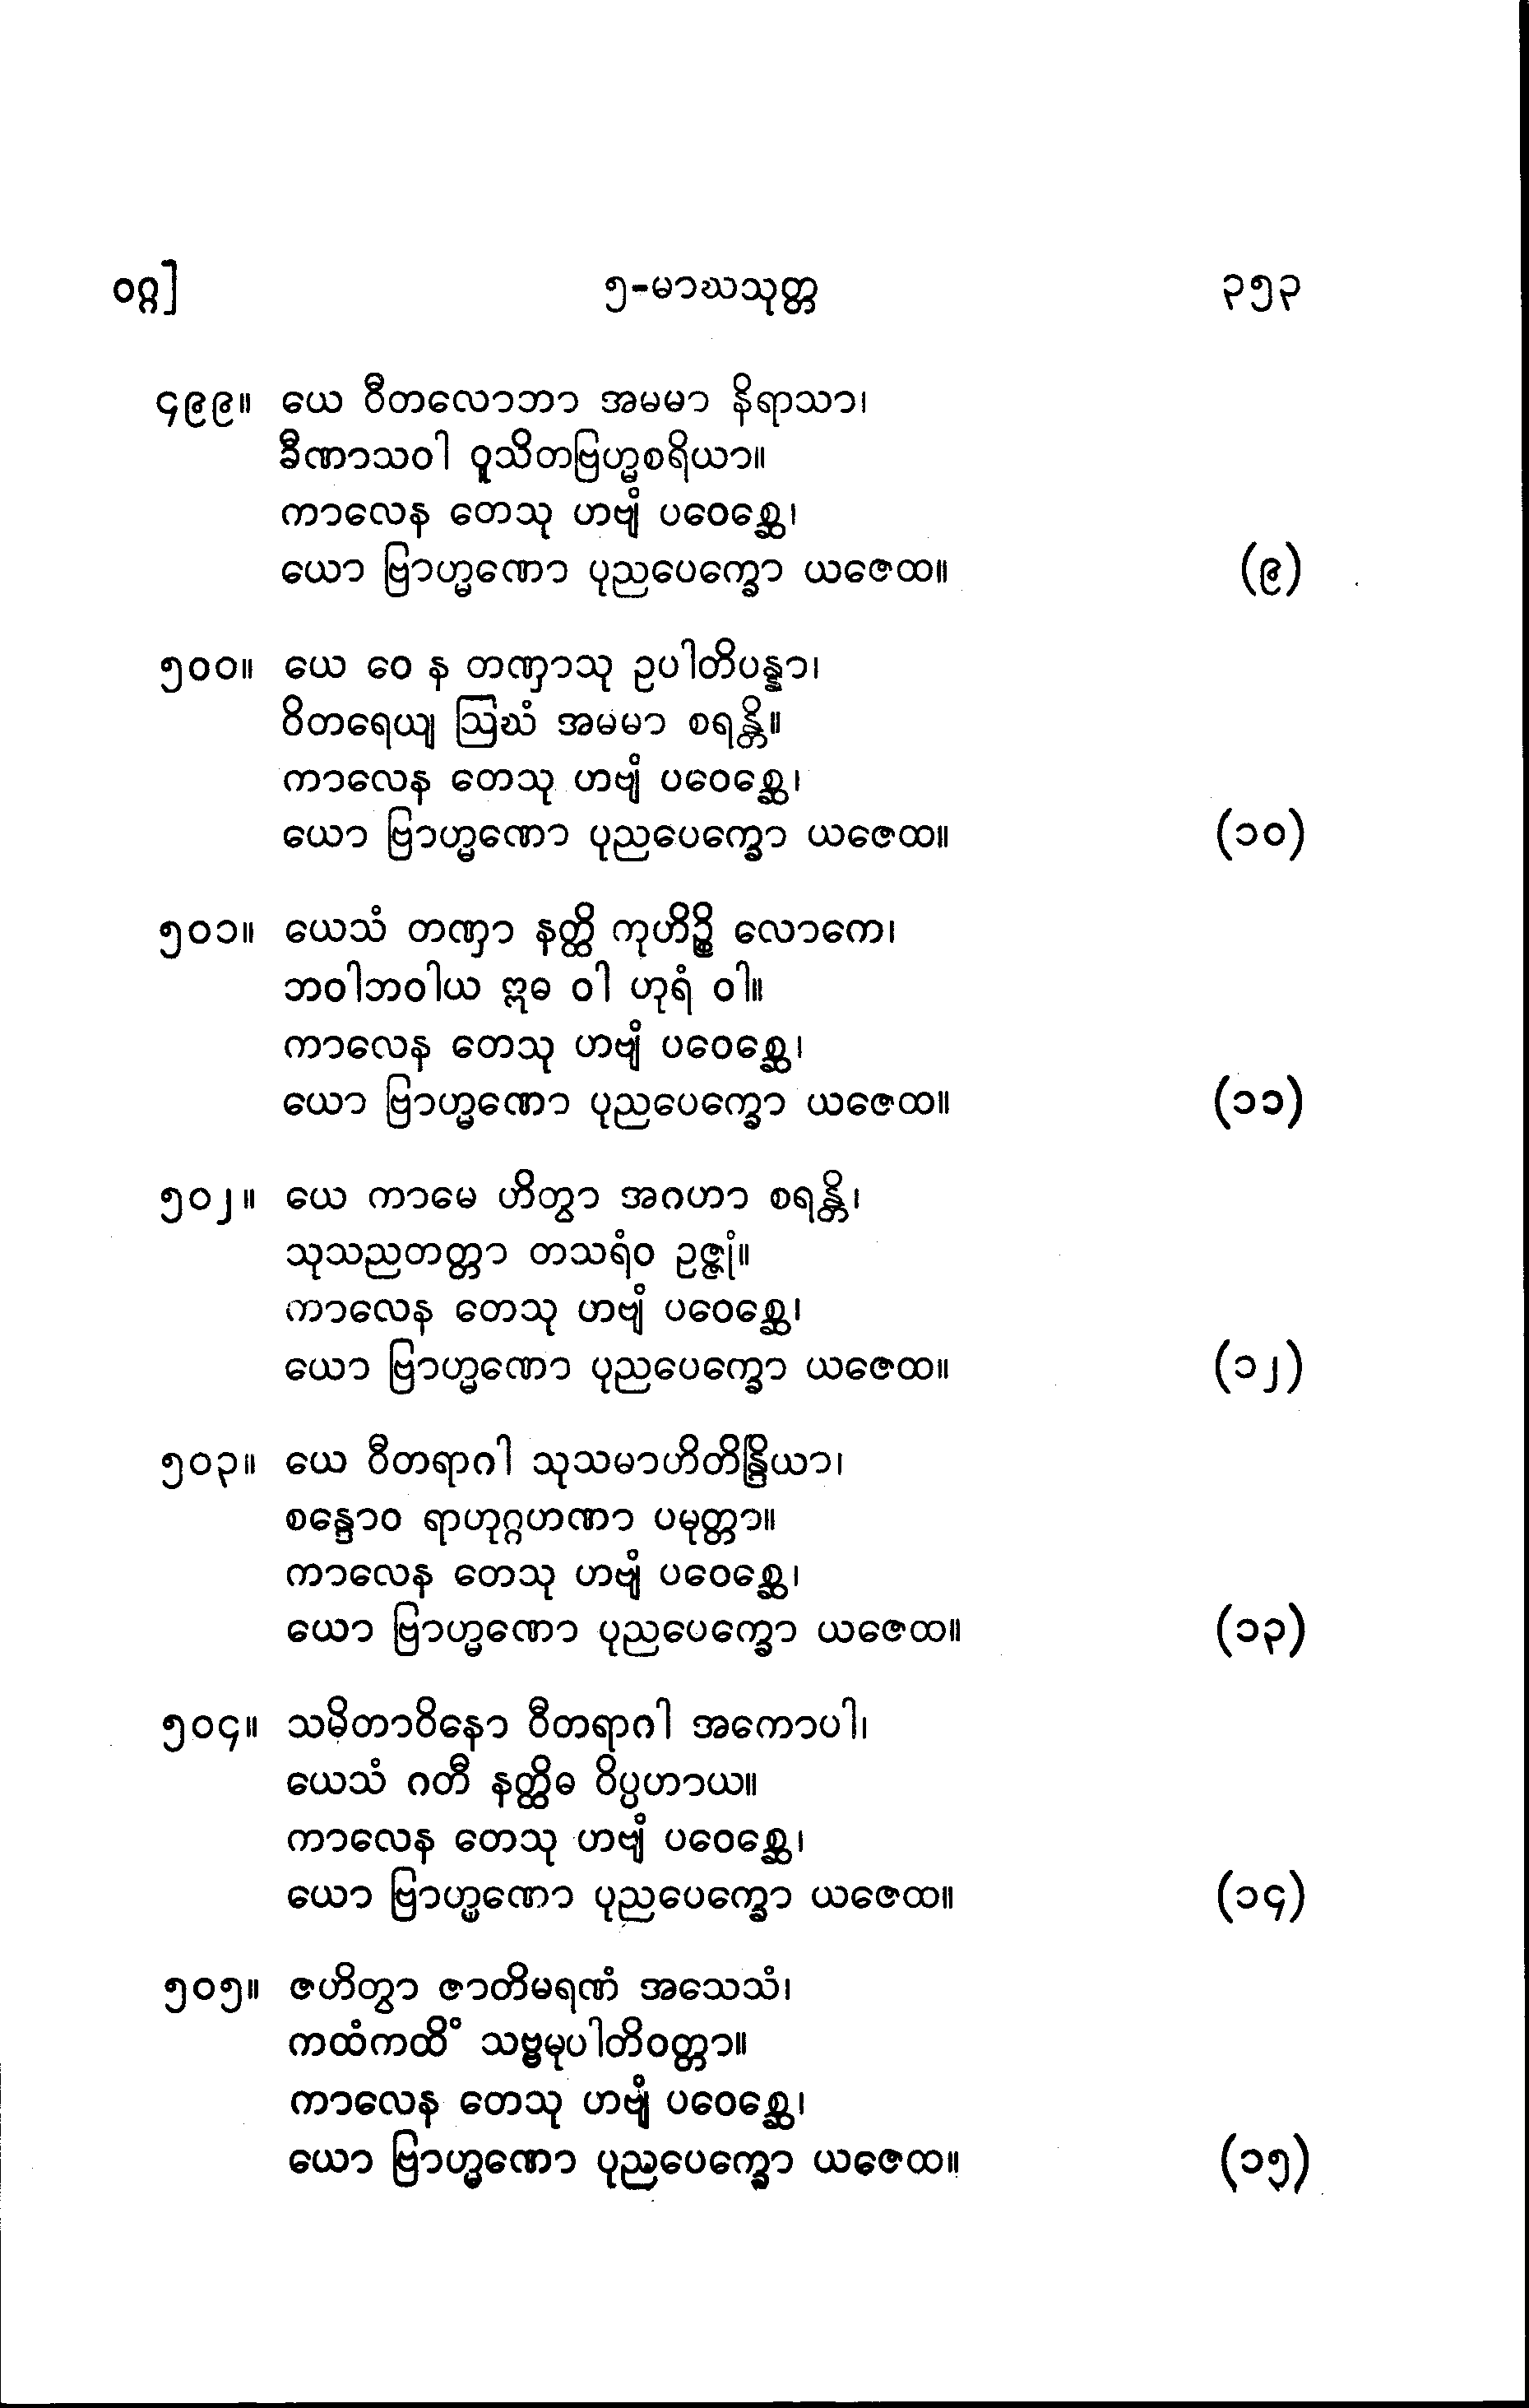 ဝဂ္ဂ] ၅-မာဃသုတ္တ ၃၅၃
၄၉၉။ ယေ ဝီတလောဘာ အမမာ နိရာသာ၊
ခီဏာသဝါ ဝူသိတဗြဟ္မစရိယာ။
ကာလေန တေသု ဟဗျံ ပဝေစ္ဆေ၊
ယော ဗြာဟ္မဏော ပုညပေက္ခော ယဇေထ။ (၉)
၅၀၀။ ယေ ဝေ န တဏှာသု ဥပါတိပန္နာ၊
ဝိတရေယျ ဩဃံ အမမာ စရန္တိ။
ကာလေန တေသု ဟဗျံ ပဝေစ္ဆေ၊
ယော ဗြာဟ္မဏော ပုညပေက္ခော ယဇေထ။ (၁၀)
၅၀၁။ ယေသံ တဏှာ နတ္ထိ ကုဟိဉ္စိ လောကေ၊
ဘဝါဘဝါယ ဣဓ ဝါ ဟုရံ ဝါ။
ကာလေန တေသု ဟဗျံ ပဝေစ္ဆေ၊
ယော ဗြာဟ္မဏော ပုညပေက္ခော ယဇေထ။ (၁၁)
၅၀၂။ ယေ ကာမေ ဟိတွာ အဂဟာ စရန္တိ၊
သုသညတတ္တာ တသရံဝ ဥဇ္ဇုံ။
ကာလေန တေသု ဟဗျံ ပဝေစ္ဆေ၊
ယော ဗြာဟ္မဏော ပုညပေက္ခော ယဇေထ။ (၁၂)
၅၀၃။ ယေ ဝီတရာဂါ သုသမာဟိတိန္ဒြိယာ၊
စန္ဒောဝ ရာဟုဂ္ဂဟဏာ ပမုတ္တာ။
ကာလေန တေသု ဟဗျံ ပဝေစ္ဆေ၊
ယော ဗြာဟ္မဏော ပုညပေက္ခော ယဇေထ။ (၁၃)
၅၀၄။ သမိတာဝိနော ဝီတရာဂါ အကောပါ၊
ယေသံ ဂတီ နတ္ထိဓ ဝိပ္ပဟာယ။
ကာလေန တေသု ဟဗျံ ပဝေစ္ဆေ၊
ယော ဗြာဟ္မဏော ပုညပေက္ခော ယဇေထ။ (၁၄)
၅၀၅။ ဇဟိတွာ ဇာတိမရဏံ အသေသံ၊
ကထံကထိံ သဗ္ဗမုပါတိဝတ္တာ။
ကာလေန တေသု ဟဗျံ ပဝေစ္ဆေ၊
ယော ဗြာဟ္မဏော ပုညပေက္ခော ယဇေထ။ (၁၅)